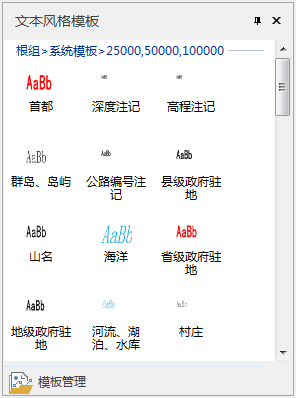 文本风格模板
根组>系统模板>25000,50000,100000
AaBb AaBb AaBb
首都 深度注记 高程注记
AaBb AaBb AaBb
群岛、岛屿 公路编号注 县级政府驻
记 地
AaBb AaBb AaBb
山名 海洋 省级政府驻
地
AaBb AaBb AaBb
地级政府驻 河流、湖 村庄
地 泊、水库
模板管理